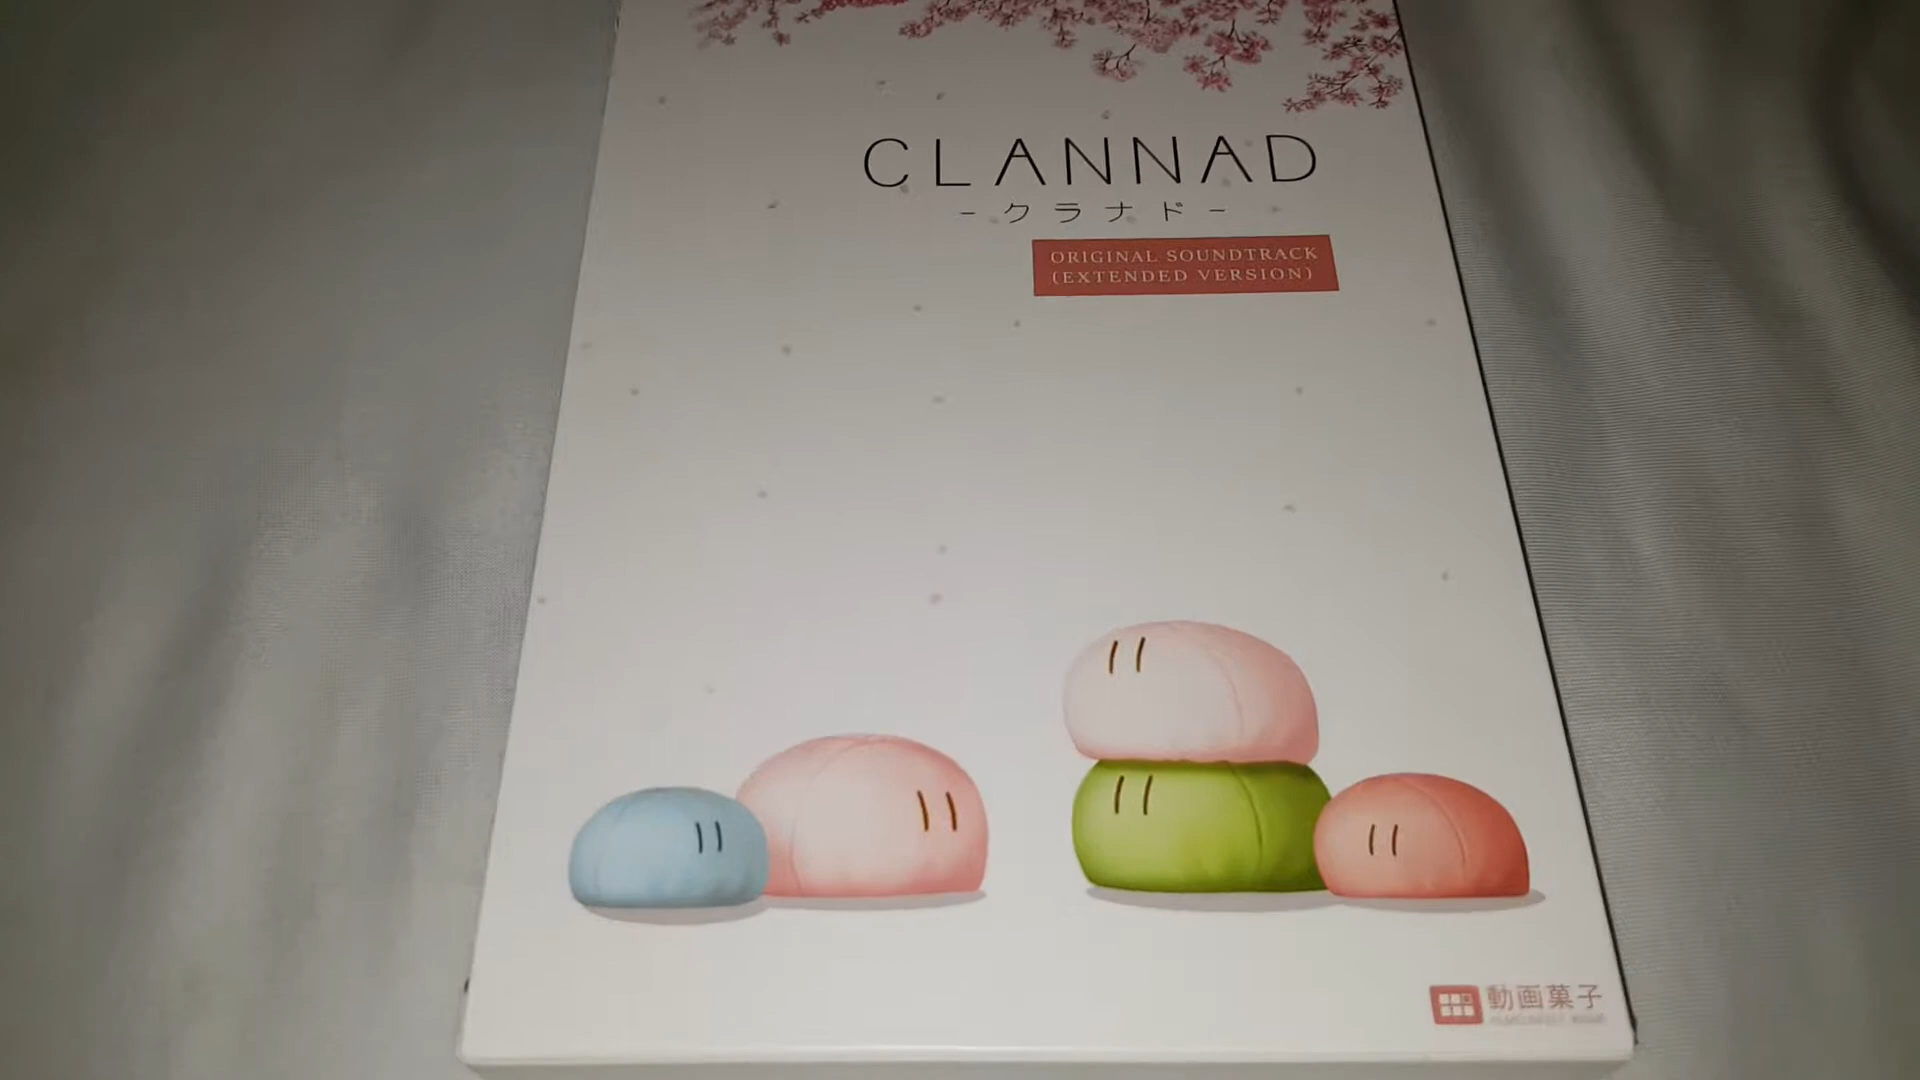 CLANNAD
-クラナド-
ORIGINAL SOUNDTRACK
(EXTENDED VERSION)
動画菓子